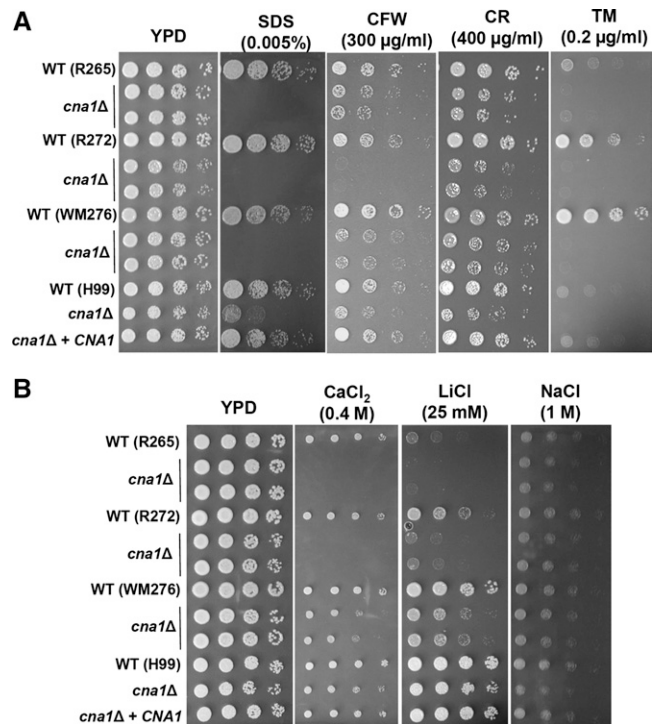 A
YPD
SDS
(0.005%)
CFW
(300 µg/ml)
CR
(400 µg/ml)
TM
(0.2 µg/ml)
WT (R265)
cna1Δ
WT (R272)
cna1Δ
WT (WM276)
cna1Δ
WT (H99)
cna1Δ
cna1Δ + CNA1
B
YPD
CaCl₂
(0.4 M)
LiCl
(25 mM)
NaCl
(1 M)
WT (R265)
cna1Δ
WT (R272)
cna1Δ
WT (WM276)
cna1Δ
WT (H99)
cna1Δ
cna1Δ + CNA1